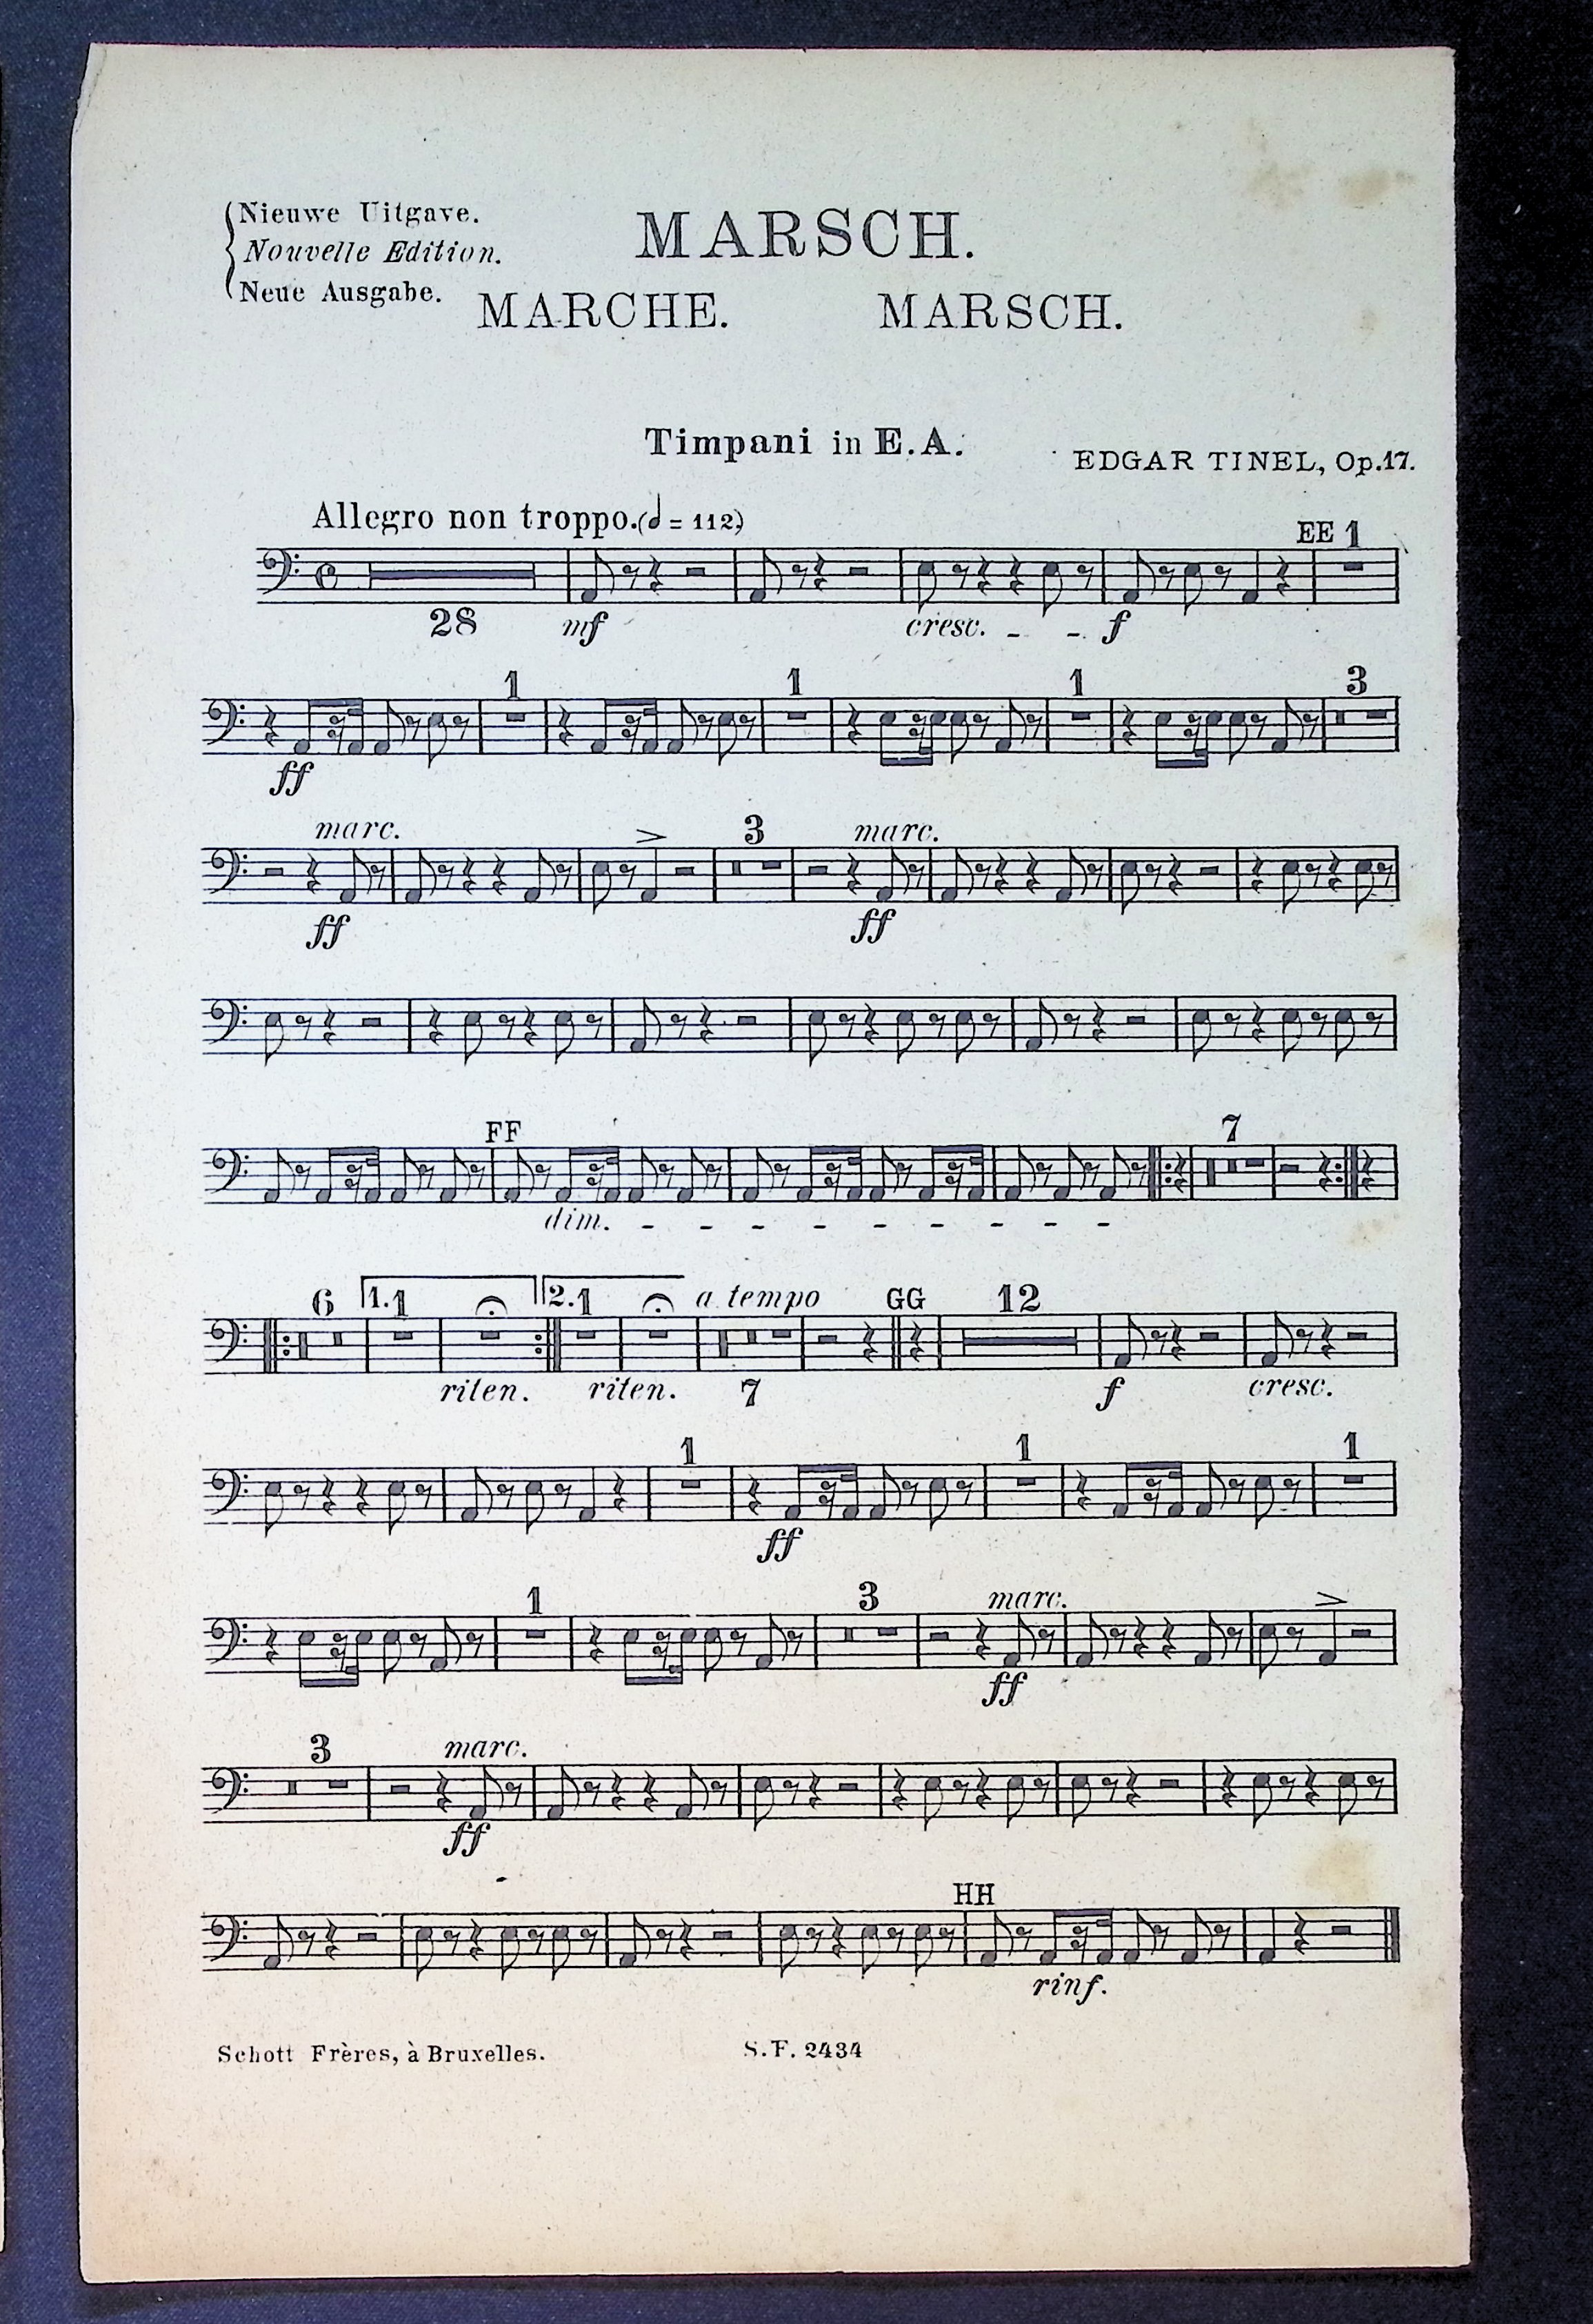 Nieuwe Uitgave.
Nouvelle Edition.
Neue Ausgabe.
MARSCH.
MARCHE. MARSCH.
Timpani in E.A.
EDGAR TINEL, Op.17.
Allegro non troppo. (𝅗𝅥 = 112)
EE 1
28 mf cresc. - - f
1 1 1 3
ff
marc. 3 marc.
ff ff
FF 7
dim. - - - - - - - - -
6 1. 1 2. 1 a tempo GG 12
riten. riten. 7 f cresc.
1 1 1
ff
1 3 marc.
ff
3 marc.
ff
HH
rinf.
Schott Frères, à Bruxelles. S.F. 2434